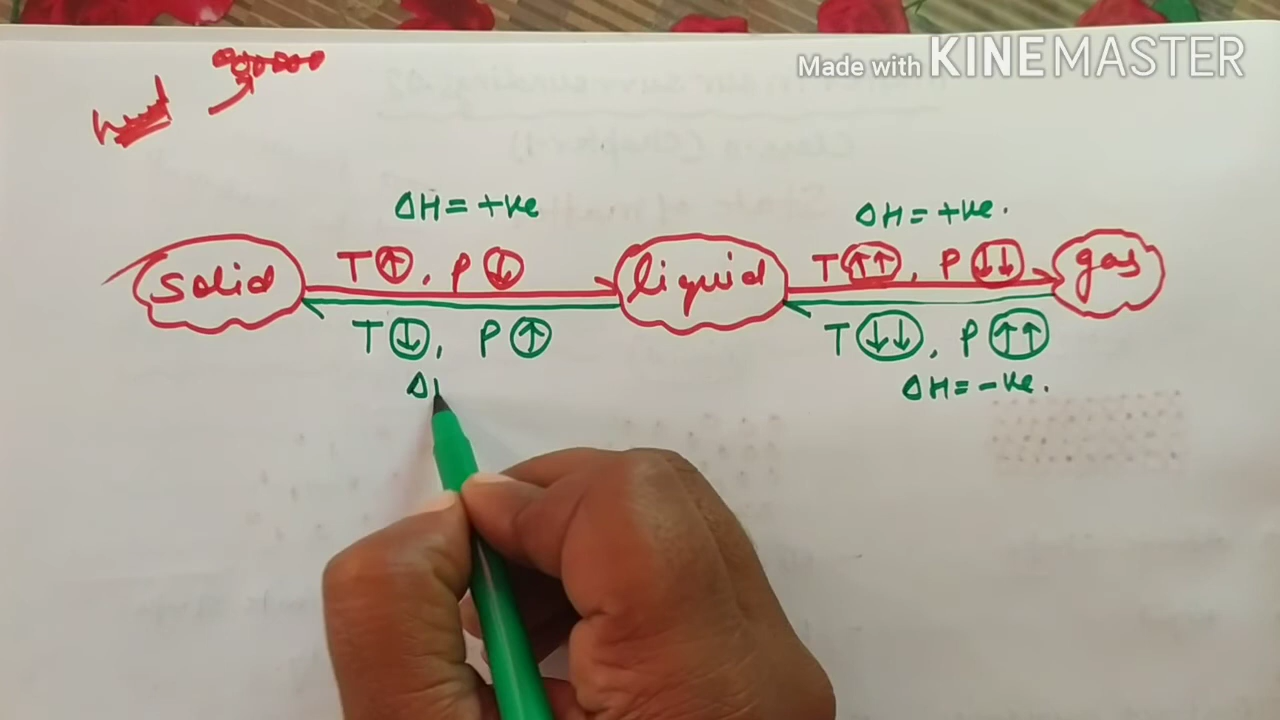 Made with KINEMASTER
ΔH = +ve
ΔH = +ve.
solid
T ↑, P ↓
liquid
T ↑↑, P ↓↓
gas
T ↓, P ↑
T ↓↓, P ↑↑
Δ
ΔH = -ve.